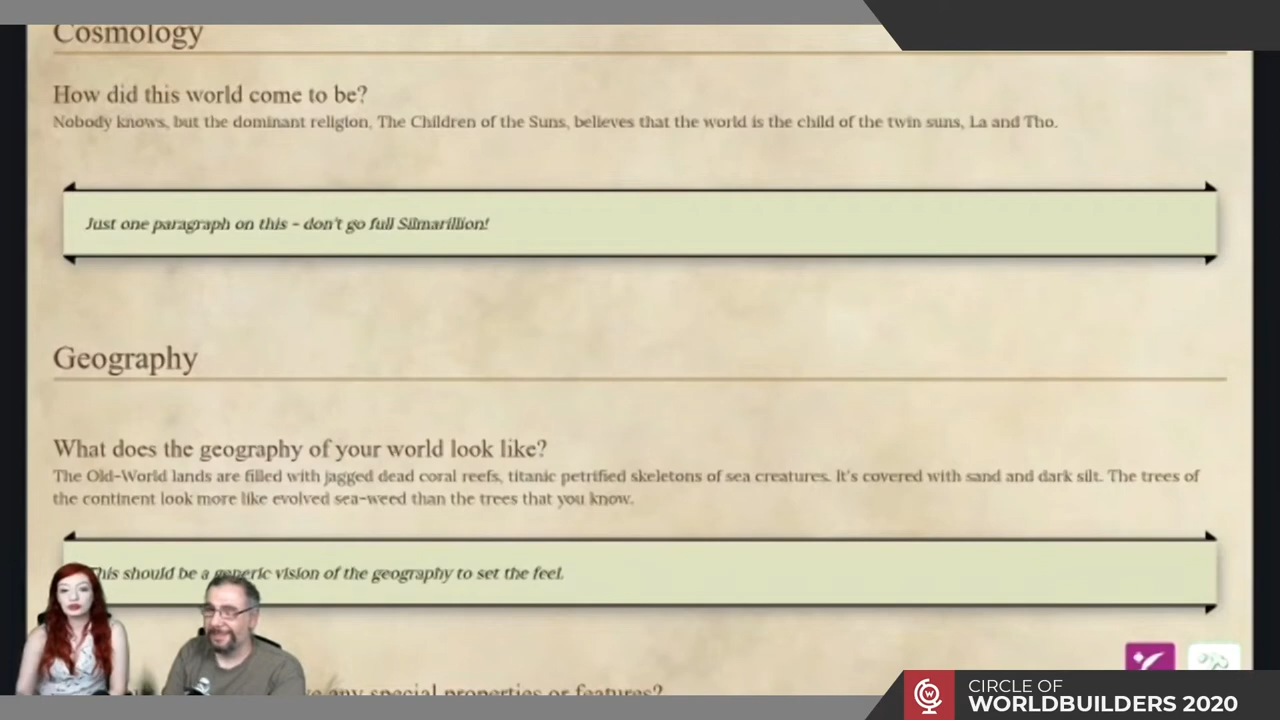 Cosmology
How did this world come to be?
Nobody knows, but the dominant religion, The Children of the Suns, believes that the world is the child of the twin suns, La and Tho.
Just one paragraph on this - don't go full Silmarillion!
Geography
What does the geography of your world look like?
The Old-World lands are filled with jagged dead coral reefs, titanic petrified skeletons of sea creatures. It's covered with sand and dark silt. The trees of
the continent look more like evolved sea-weed than the trees that you know.
This should be a generic vision of the geography to set the feel.
any special properties or features?
CIRCLE OF
WORLDBUILDERS 2020